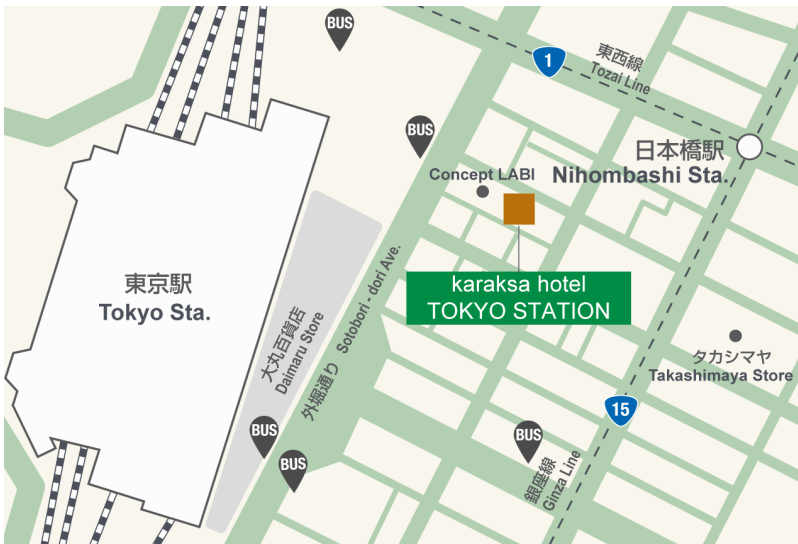 BUS
1
東西線
Tozai Line
BUS
日本橋駅
Nihombashi Sta.
Concept LABI
karaksa hotel
TOKYO STATION
東京駅
Tokyo Sta.
大丸百貨店
Daimaru Store
外堀通り Sotobori - dori Ave.
タカシマヤ
Takashimaya Store
15
BUS
BUS
BUS
銀座線
Ginza Line